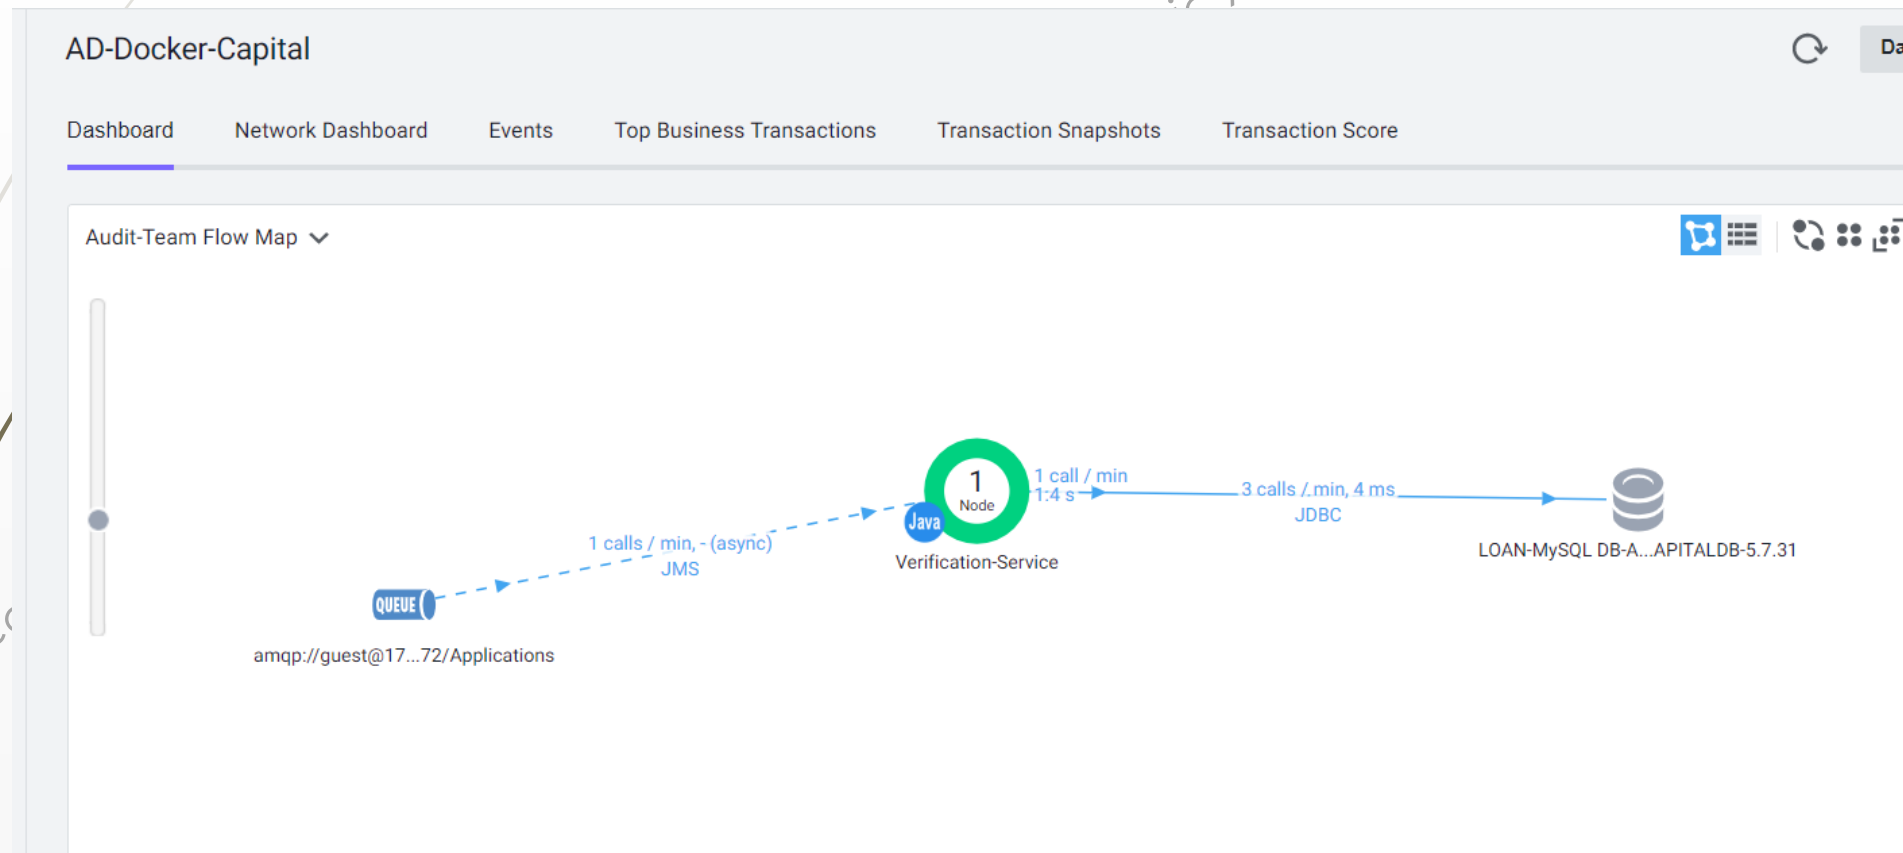 AD-Docker-Capital
Dashboard
Network Dashboard
Events
Top Business Transactions
Transaction Snapshots
Transaction Score
Audit-Team Flow Map
1
Node
Java
Verification-Service
1 call / min
1.4 s
3 calls / min, 4 ms
JDBC
LOAN-MySQL DB-A...APITALDB-5.7.31
1 calls / min, - (async)
JMS
QUEUE
amqp://guest@17...72/Applications